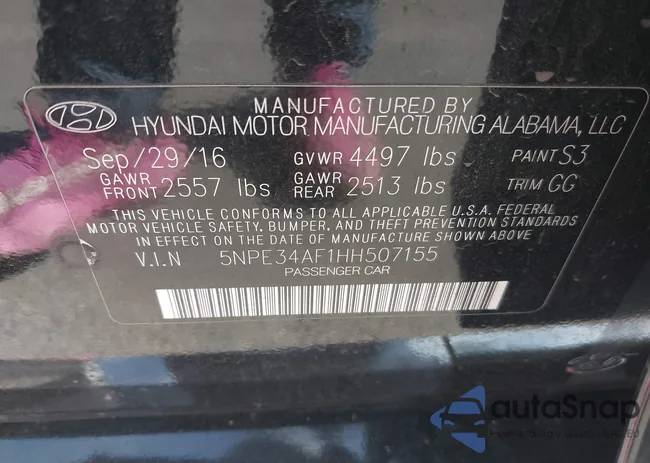 MANUFACTURED BY
HYUNDAI MOTOR MANUFACTURING ALABAMA, LLC
Sep/29/16 GVWR 4497 lbs PAINT S3
GAWR FRONT 2557 lbs GAWR REAR 2513 lbs TRIM GG
THIS VEHICLE CONFORMS TO ALL APPLICABLE U.S.A. FEDERAL
MOTOR VEHICLE SAFETY, BUMPER, AND THEFT PREVENTION STANDARDS
IN EFFECT ON THE DATE OF MANUFACTURE SHOWN ABOVE
V.I.N 5NPE34AF1HH507155
PASSENGER CAR
autaSnap